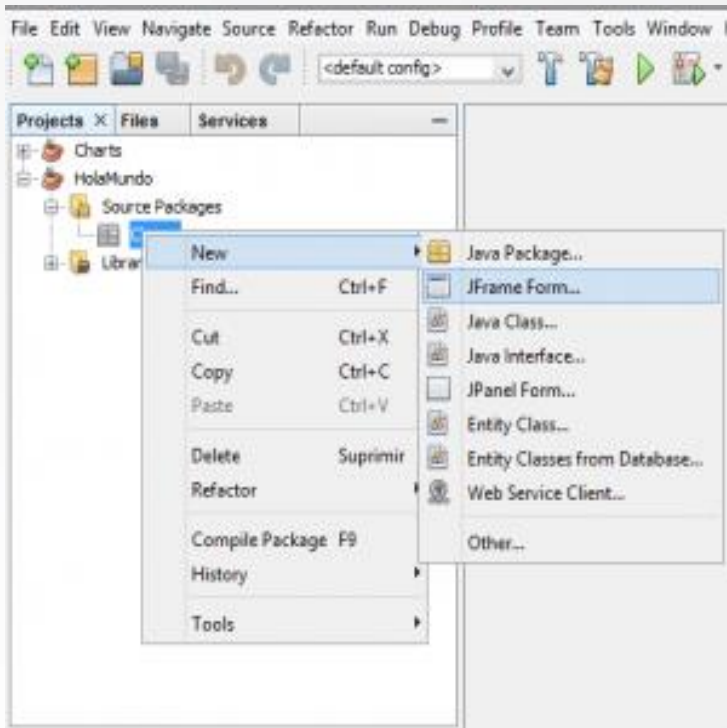 File Edit View Navigate Source Refactor Run Debug Profile Team Tools Window
<default config>
Projects × Files Services
Charts
HolaMundo
Source Packages
Librar
New
Find... Ctrl+F
Cut Ctrl+X
Copy Ctrl+C
Paste Ctrl+V
Delete Suprimir
Refactor
Compile Package F9
History
Tools
Java Package...
JFrame Form...
Java Class...
Java Interface...
JPanel Form...
Entity Class...
Entity Classes from Database...
Web Service Client...
Other...